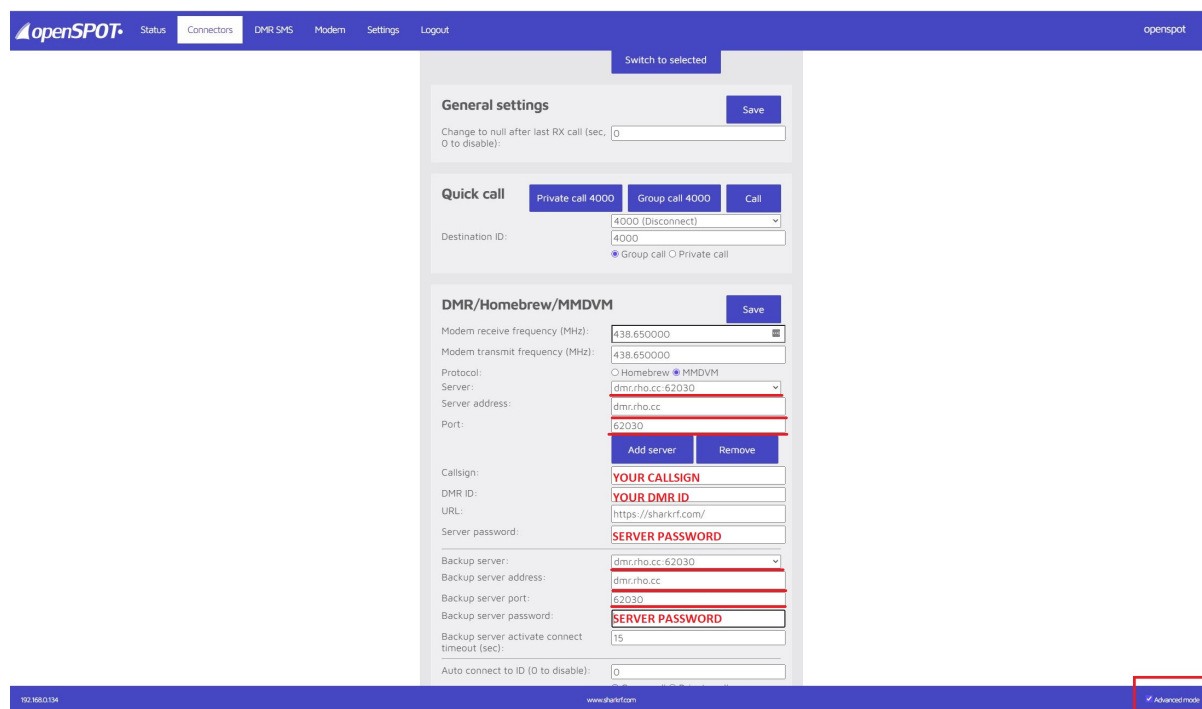 openSPOT Status Connectors DMR SMS Modem Settings Logout openspot
Switch to selected
General settings Save
Change to null after last RX call (sec, 0
0 to disable):
Quick call Private call 4000 Group call 4000 Call
4000 (Disconnect)
Destination ID: 4000
Group call Private call
DMR/Homebrew/MMDVM Save
Modem receive frequency (MHz): 438.650000
Modem transmit frequency (MHz): 438.650000
Protocol: Homebrew MMDVM
Server: dmr.rho.cc:62030
Server address: dmr.rho.cc
Port: 62030
Add server Remove
Callsign: YOUR CALLSIGN
DMR ID: YOUR DMR ID
URL: https://sharkrf.com/
Server password: SERVER PASSWORD
Backup server: dmr.rho.cc:62030
Backup server address: dmr.rho.cc
Backup server port: 62030
Backup server password: SERVER PASSWORD
Backup server activate connect 15
timeout (sec):
Auto connect to ID (0 to disable): 0
192.168.0.134 www.sharkrf.com Advanced mode